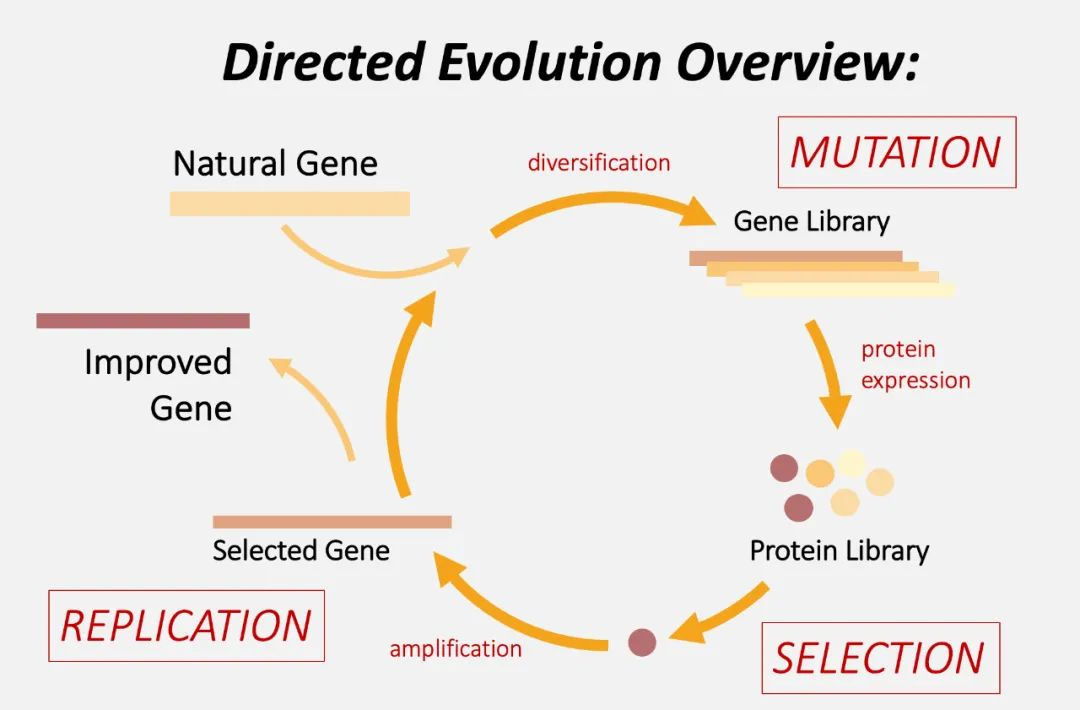 Directed Evolution Overview:
MUTATION
Natural Gene
diversification
Gene Library
protein
expression
Improved
Gene
Protein Library
Selected Gene
REPLICATION
amplification
SELECTION